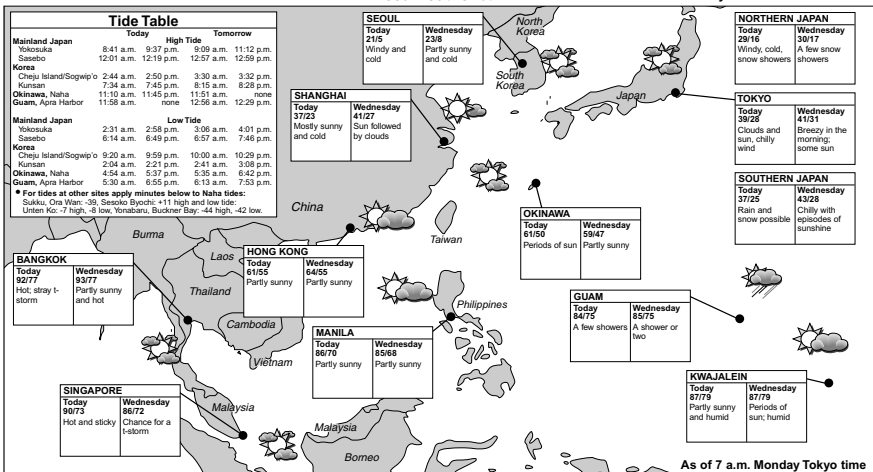 Tide Table
Today Tomorrow
High Tide
Mainland Japan
Yokosuka 8:41 a.m. 9:37 p.m. 9:09 a.m. 11:12 p.m.
Sasebo 12:01 a.m. 12:19 p.m. 12:57 a.m. 12:59 p.m.
Korea
Cheju Island/Sogwip'o 2:44 a.m. 2:50 p.m. 3:30 a.m. 3:32 p.m.
Kunsan 7:34 a.m. 7:45 p.m. 8:15 a.m. 8:28 p.m.
Okinawa, Naha 11:10 a.m. 11:45 p.m. 11:51 a.m. none
Guam, Apra Harbor 11:58 a.m. none 12:56 a.m. 12:29 p.m.
Mainland Japan Low Tide
Yokosuka 2:31 a.m. 2:58 p.m. 3:06 a.m. 4:01 p.m.
Sasebo 6:14 a.m. 6:49 p.m. 6:57 a.m. 7:46 p.m.
Korea
Cheju Island/Sogwip'o 9:20 a.m. 9:59 p.m. 10:00 a.m. 10:29 p.m.
Kunsan 2:04 a.m. 2:21 p.m. 2:41 a.m. 3:08 p.m.
Okinawa, Naha 4:54 a.m. 5:37 p.m. 5:35 a.m. 6:42 p.m.
Guam, Apra Harbor 5:30 a.m. 6:55 p.m. 6:13 a.m. 7:53 p.m.
• For tides at other sites apply minutes below to Naha tides:
Sukku, Ora Wan: -39, Sesoko Byochi: +11 high and low tide:
Unten Ko: -7 high, -8 low, Yonabaru, Buckner Bay: -44 high, -42 low.
SEOUL
Today Wednesday
21/5 23/8
Windy and Partly sunny
cold and cold
North
Korea
South
Korea
Japan
NORTHERN JAPAN
Today Wednesday
29/16 30/17
Windy, cold, A few snow
snow showers showers
SHANGHAI
Today Wednesday
37/23 41/27
Mostly sunny Sun followed
and cold by clouds
TOKYO
Today Wednesday
39/28 41/31
Clouds and Breezy in the
sun, chilly morning;
wind some sun
SOUTHERN JAPAN
Today Wednesday
37/25 43/28
Rain and Chilly with
snow possible episodes of
sunshine
China
Taiwan
OKINAWA
Today Wednesday
61/50 59/47
Periods of sun Partly sunny
Burma
Laos
Thailand
Cambodia
Vietnam
HONG KONG
Today Wednesday
61/55 64/55
Partly sunny Partly sunny
BANGKOK
Today Wednesday
92/77 93/77
Hot; stray t- Partly sunny
storm and hot
Philippines
GUAM
Today Wednesday
84/75 85/75
A few showers A shower or
two
MANILA
Today Wednesday
86/70 85/68
Partly sunny Partly sunny
SINGAPORE
Today Wednesday
90/73 86/72
Hot and sticky Chance for a
t-storm
Malaysia
Malaysia
Borneo
KWAJALEIN
Today Wednesday
87/79 87/79
Partly sunny Periods of
and humid sun; humid
As of 7 a.m. Monday Tokyo time